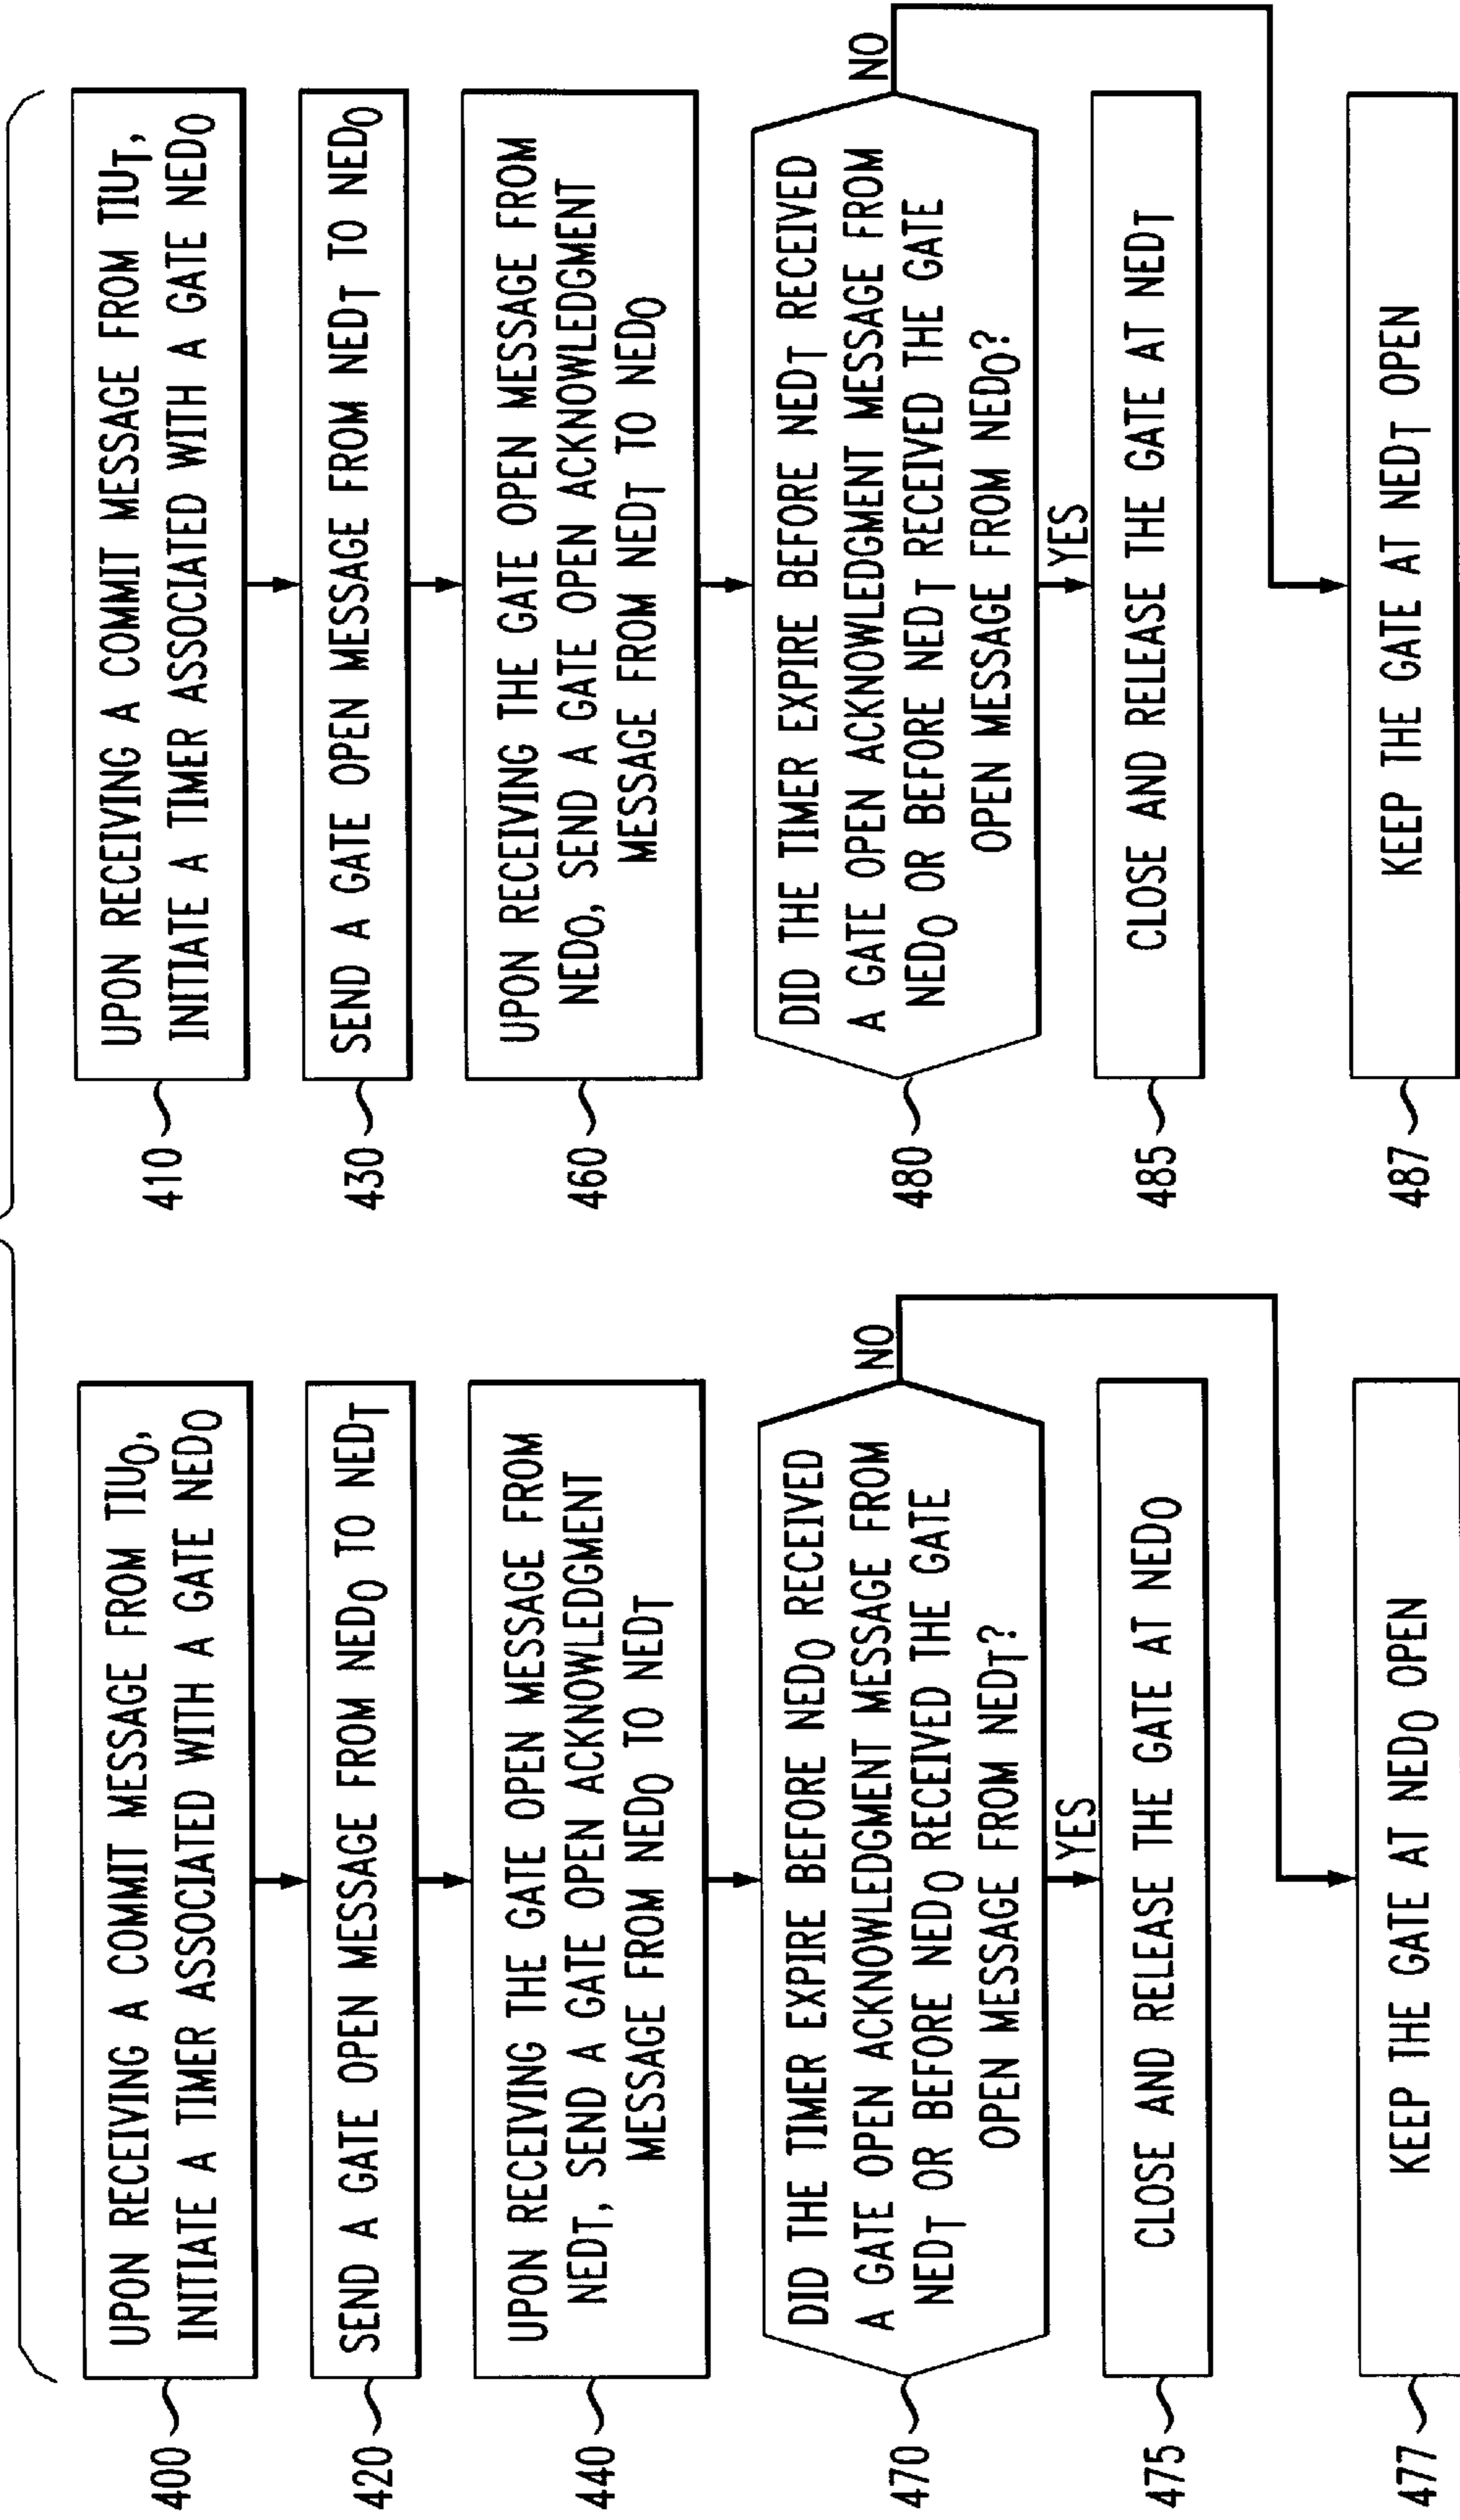 400
UPON RECEIVING A COMMIT MESSAGE FROM TIUO,
INITIATE A TIMER ASSOCIATED WITH A GATE NEDO
420
SEND A GATE OPEN MESSAGE FROM NEDO TO NEDT
440
UPON RECEIVING THE GATE OPEN MESSAGE FROM
NEDT, SEND A GATE OPEN ACKNOWLEDGMENT
MESSAGE FROM NEDO TO NEDT
470
DID THE TIMER EXPIRE BEFORE NEDO RECEIVED
A GATE OPEN ACKNOWLEDGMENT MESSAGE FROM
NEDT OR BEFORE NEDO RECEIVED THE GATE
OPEN MESSAGE FROM NEDT?
NO
YES
475
CLOSE AND RELEASE THE GATE AT NEDO
477
KEEP THE GATE AT NEDO OPEN
410
UPON RECEIVING A COMMIT MESSAGE FROM TIUT,
INITIATE A TIMER ASSOCIATED WITH A GATE NEDO
430
SEND A GATE OPEN MESSAGE FROM NEDT TO NEDO
460
UPON RECEIVING THE GATE OPEN MESSAGE FROM
NEDO, SEND A GATE OPEN ACKNOWLEDGMENT
MESSAGE FROM NEDT TO NEDO
480
DID THE TIMER EXPIRE BEFORE NEDT RECEIVED
A GATE OPEN ACKNOWLEDGMENT MESSAGE FROM
NEDO OR BEFORE NEDT RECEIVED THE GATE
OPEN MESSAGE FROM NEDO?
NO
YES
485
CLOSE AND RELEASE THE GATE AT NEDT
487
KEEP THE GATE AT NEDT OPEN